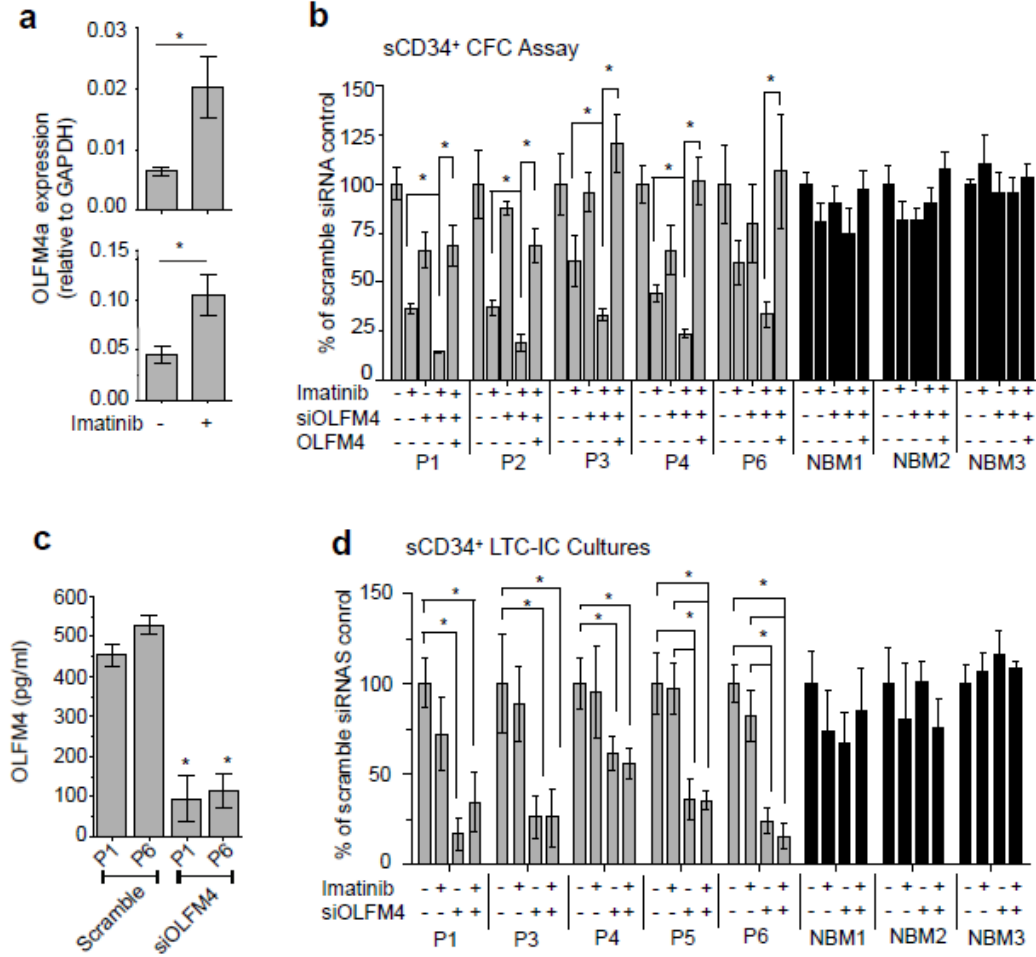 a
OLFM4a expression
(relative to GAPDH)
0.03
0.02
0.01
0.00
*
0.15
0.10
0.05
0.00
*
Imatinib - +
b
sCD34+ CFC Assay
% of scramble siRNA control
150
125
100
75
50
25
0
* * * * * * * * *
Imatinib - + - + + - + - + + - + - + + - + - + + - + - + + - + - + + - + - + + - + - + +
siOLFM4 - - + + + - - + + + - - + + + - - + + + - - + + + - - + + + - - + + + - - + + +
OLFM4 - - - - + - - - - + - - - - + - - - - + - - - - + - - - - + - - - - + - - - - +
P1 P2 P3 P4 P6 NBM1 NBM2 NBM3
c
OLFM4 (pg/ml)
600
500
400
300
200
100
0
* *
P1 P6 P1 P6
Scramble siOLFM4
d
sCD34+ LTC-IC Cultures
% of scramble siRNAS control
150
100
50
0
* * * * * * * * * * * * * *
Imatinib - + - + - + - + - + - + - + - + - + - + - + - + - + - + - + - +
siOLFM4 - - + + - - + + - - + + - - + + - - + + - - + + - - + + - - + +
P1 P3 P4 P5 P6 NBM1 NBM2 NBM3